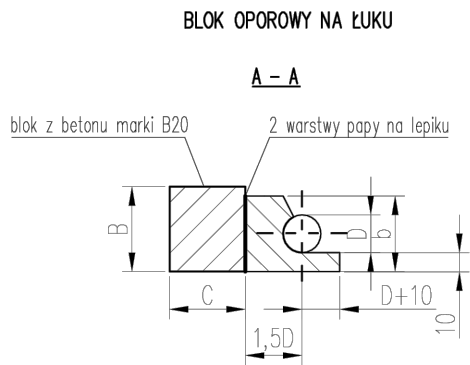 BLOK OPOROWY NA ŁUKU
A - A
blok z betonu marki B20
2 warstwy papy na lepiku
B
D
b
C
D+10
10
1,5D